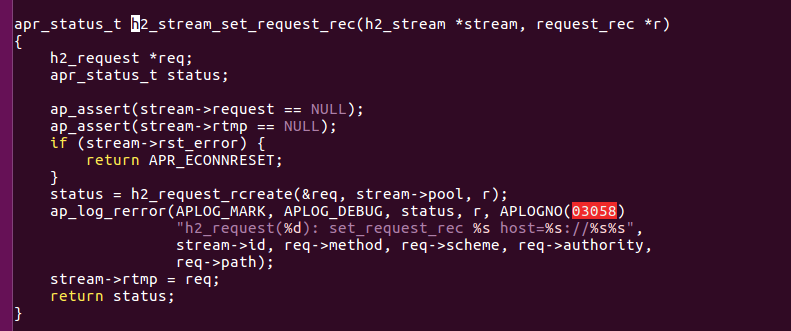 apr_status_t h2_stream_set_request_rec(h2_stream *stream, request_rec *r)
{
    h2_request *req;
    apr_status_t status;

    ap_assert(stream->request == NULL);
    ap_assert(stream->rtmp == NULL);
    if (stream->rst_error) {
        return APR_ECONNRESET;
    }
    status = h2_request_rcreate(&req, stream->pool, r);
    ap_log_rerror(APLOG_MARK, APLOG_DEBUG, status, r, APLOGNO(03058)
                  "h2_request(%d): set_request_rec %s host=%s://%s%s",
                  stream->id, req->method, req->scheme, req->authority,
                  req->path);
    stream->rtmp = req;
    return status;
}